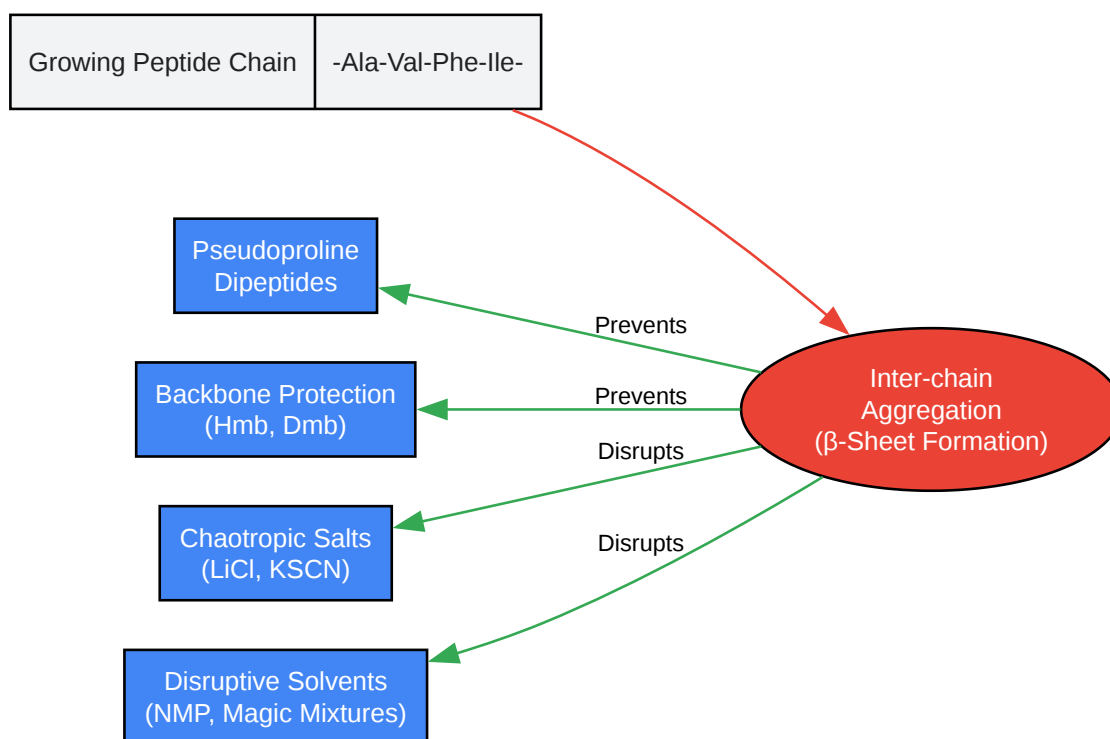 Growing Peptide Chain
-Ala-Val-Phe-Ile-
Pseudoproline
Dipeptides
Prevents
Backbone Protection
(Hmb, Dmb)
Prevents
Inter-chain
Aggregation
(β-Sheet Formation)
Disrupts
Chaotropic Salts
(LiCl, KSCN)
Disrupts
Disruptive Solvents
(NMP, Magic Mixtures)